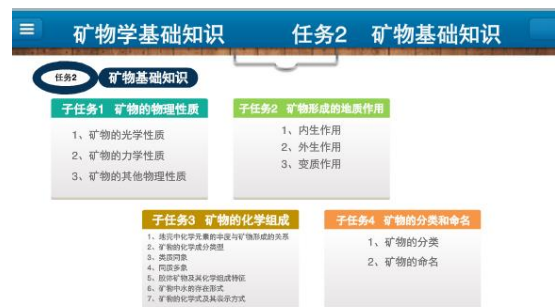 矿物学基础知识 任务2 矿物基础知识
任务2 矿物基础知识
子任务1 矿物的物理性质
1、矿物的光学性质
2、矿物的力学性质
3、矿物的其他物理性质
子任务2 矿物形成的地质作用
1、内生作用
2、外生作用
3、变质作用
子任务3 矿物的化学组成
1、地壳中化学元素的丰度与矿物形成的关系
2、矿物的化学成分类型
3、类质同象
4、同质多象
5、胶体矿物及其化学组成特征
6、矿物中水的存在形式
7、矿物的化学式及其表示方式
子任务4 矿物的分类和命名
1、矿物的分类
2、矿物的命名